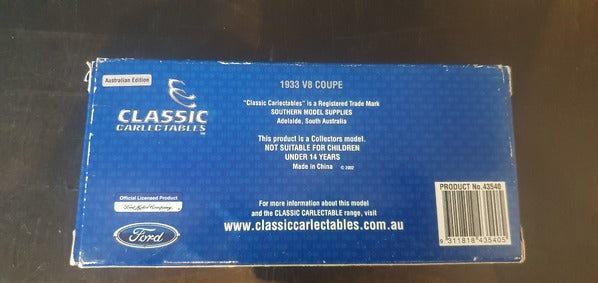 Australian Edition
CLASSIC
CARLECTABLES ™
1933 V8 COUPE
"Classic Carlectables" is a Registered Trade Mark
SOUTHERN MODEL SUPPLIES
Adelaide, South Australia
This product is a Collectors model.
NOT SUITABLE FOR CHILDREN
UNDER 14 YEARS
Made in China © 2002
Official Licensed Product
Ford Motor Company
Ford
For more information about this model
and the CLASSIC CARLECTABLE range, visit
www.classiccarlectables.com.au
PRODUCT No.43540
9 311818 435405